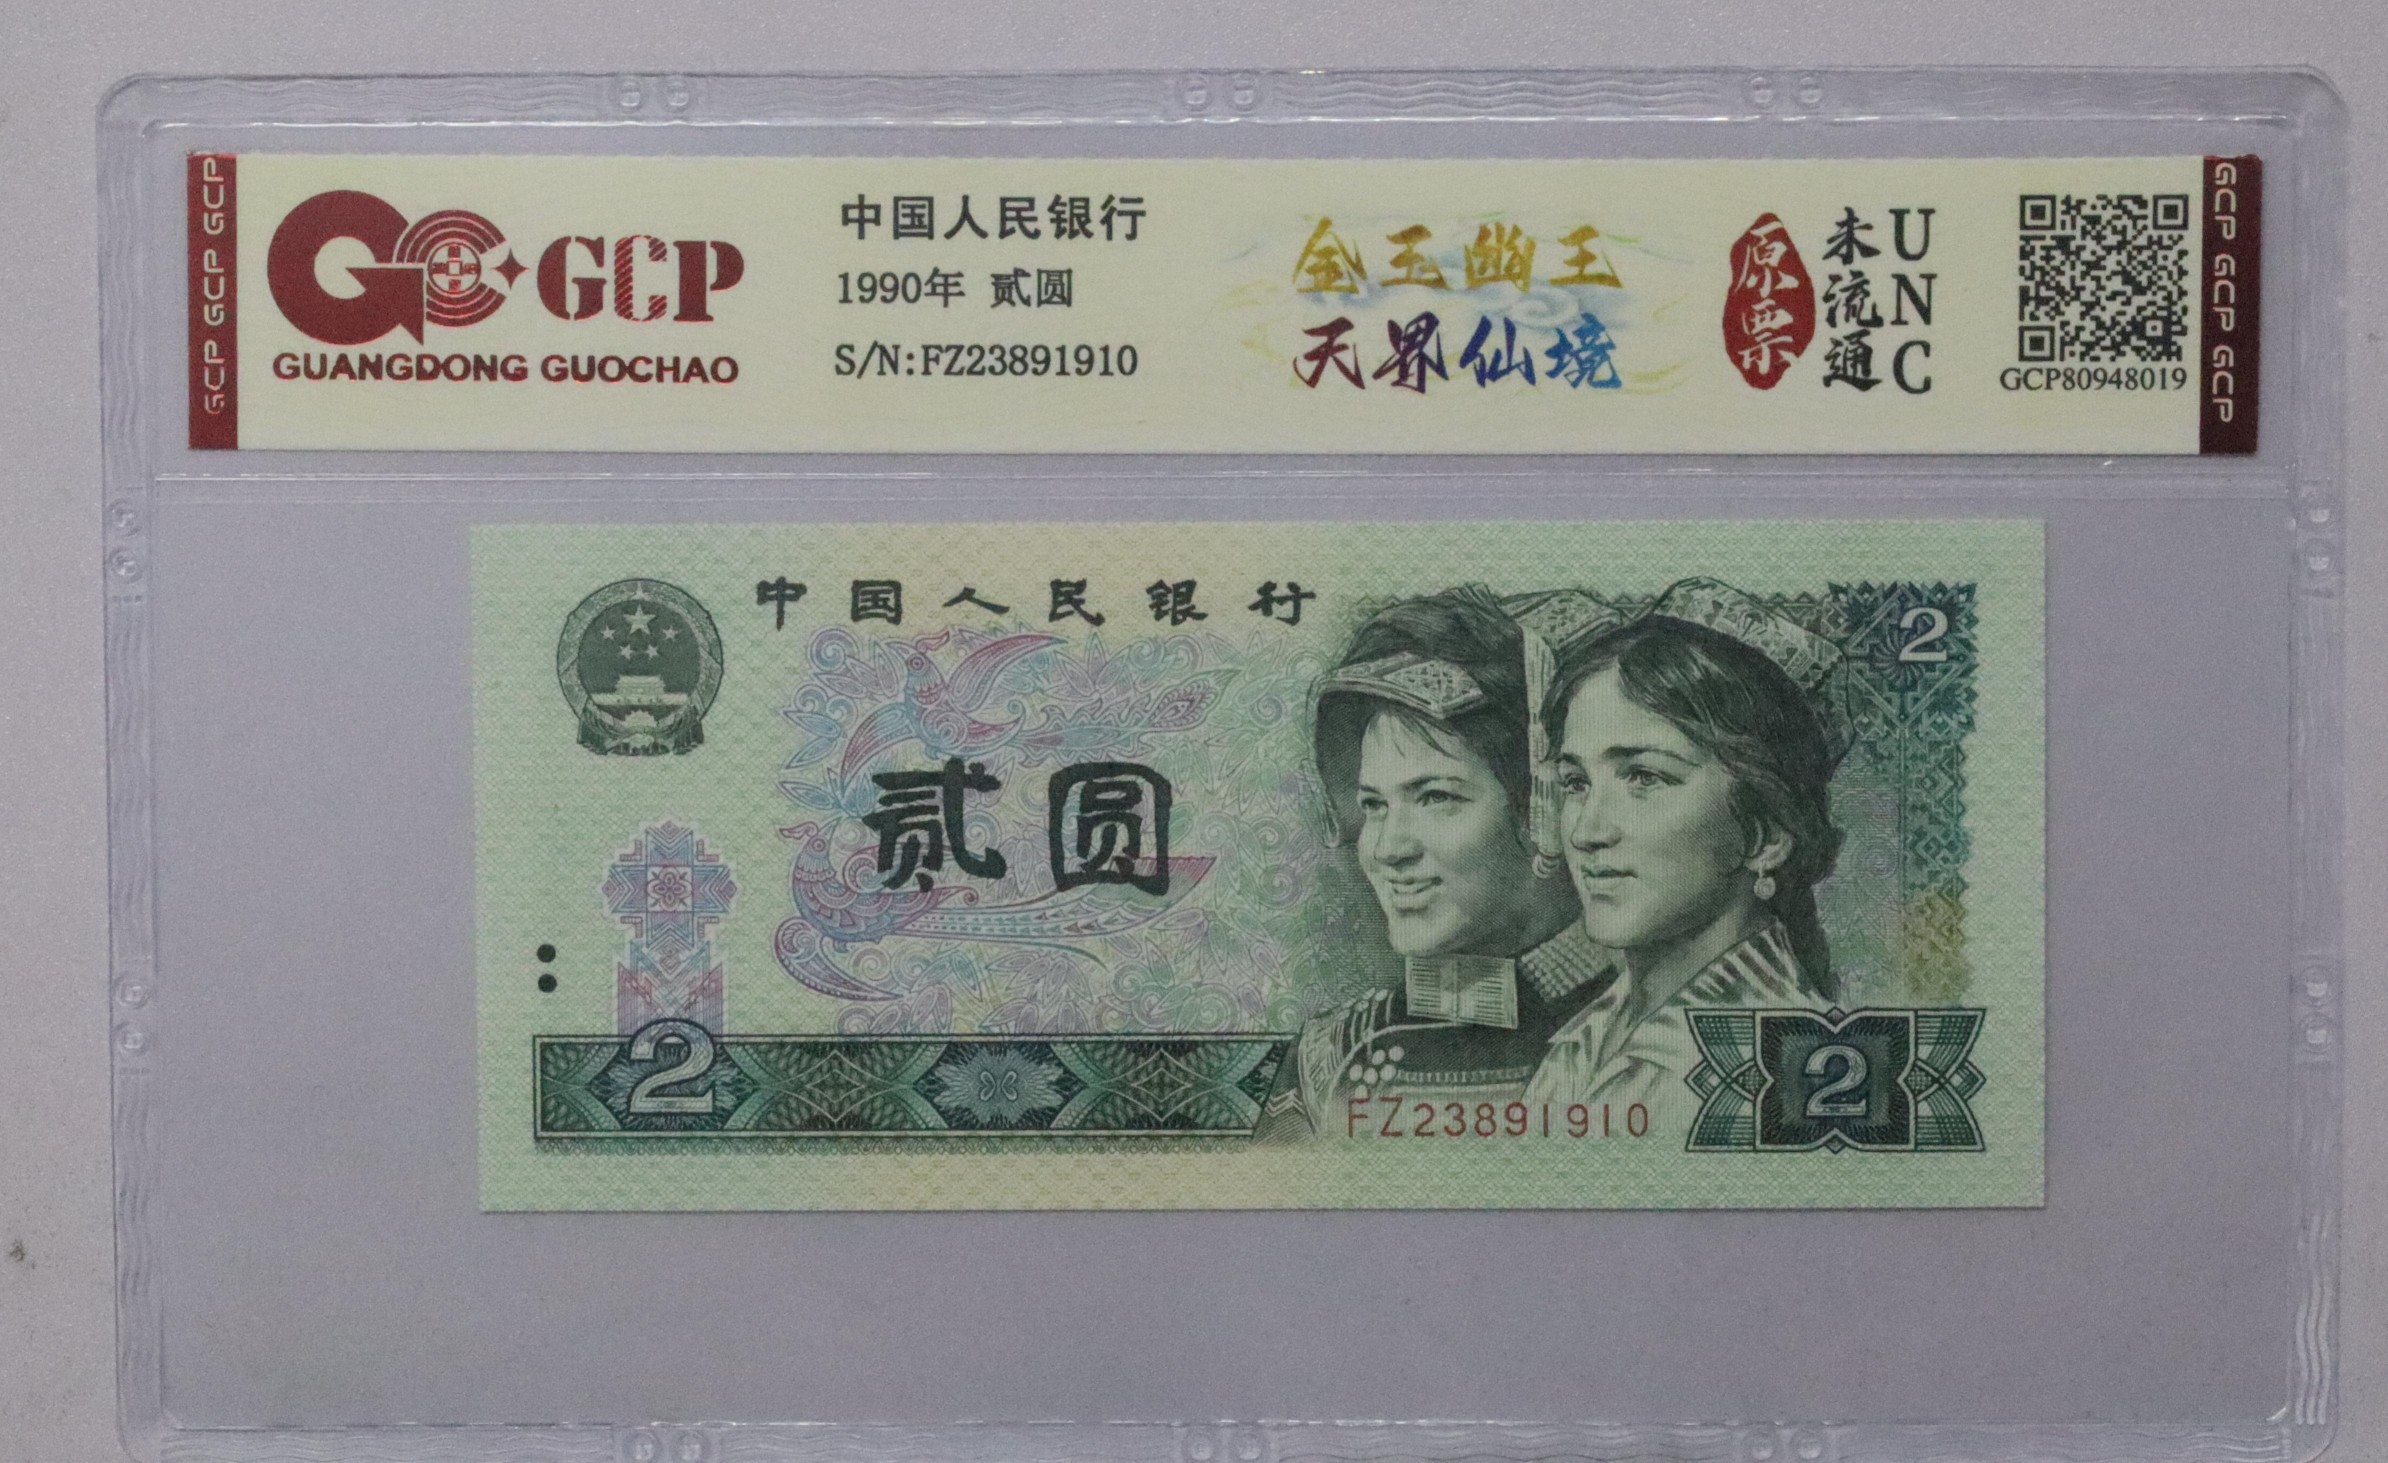 GCP GCP GCP
GCP
GUANGDONG GUOCHAO
中国人民银行
1990年 贰圆
S/N:FZ23891910
金玉幽王
天界仙境
原票
未流通
UNC
GCP80948019
GCP GCP GCP
中国人民银行
2
贰圆
2
FZ23891910
2